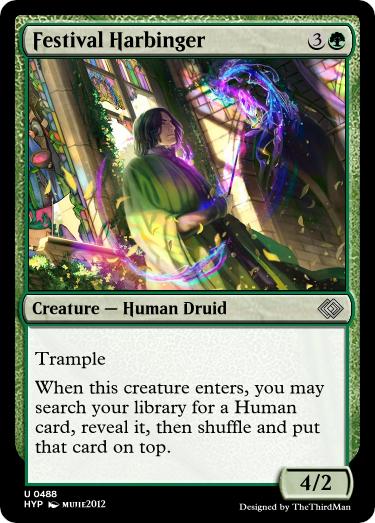 Festival Harbinger 3
Creature — Human Druid
Trample
When this creature enters, you may
search your library for a Human
card, reveal it, then shuffle and put
that card on top.
4/2
U 0488
HYP MUJIE2012
Designed by TheThirdMan